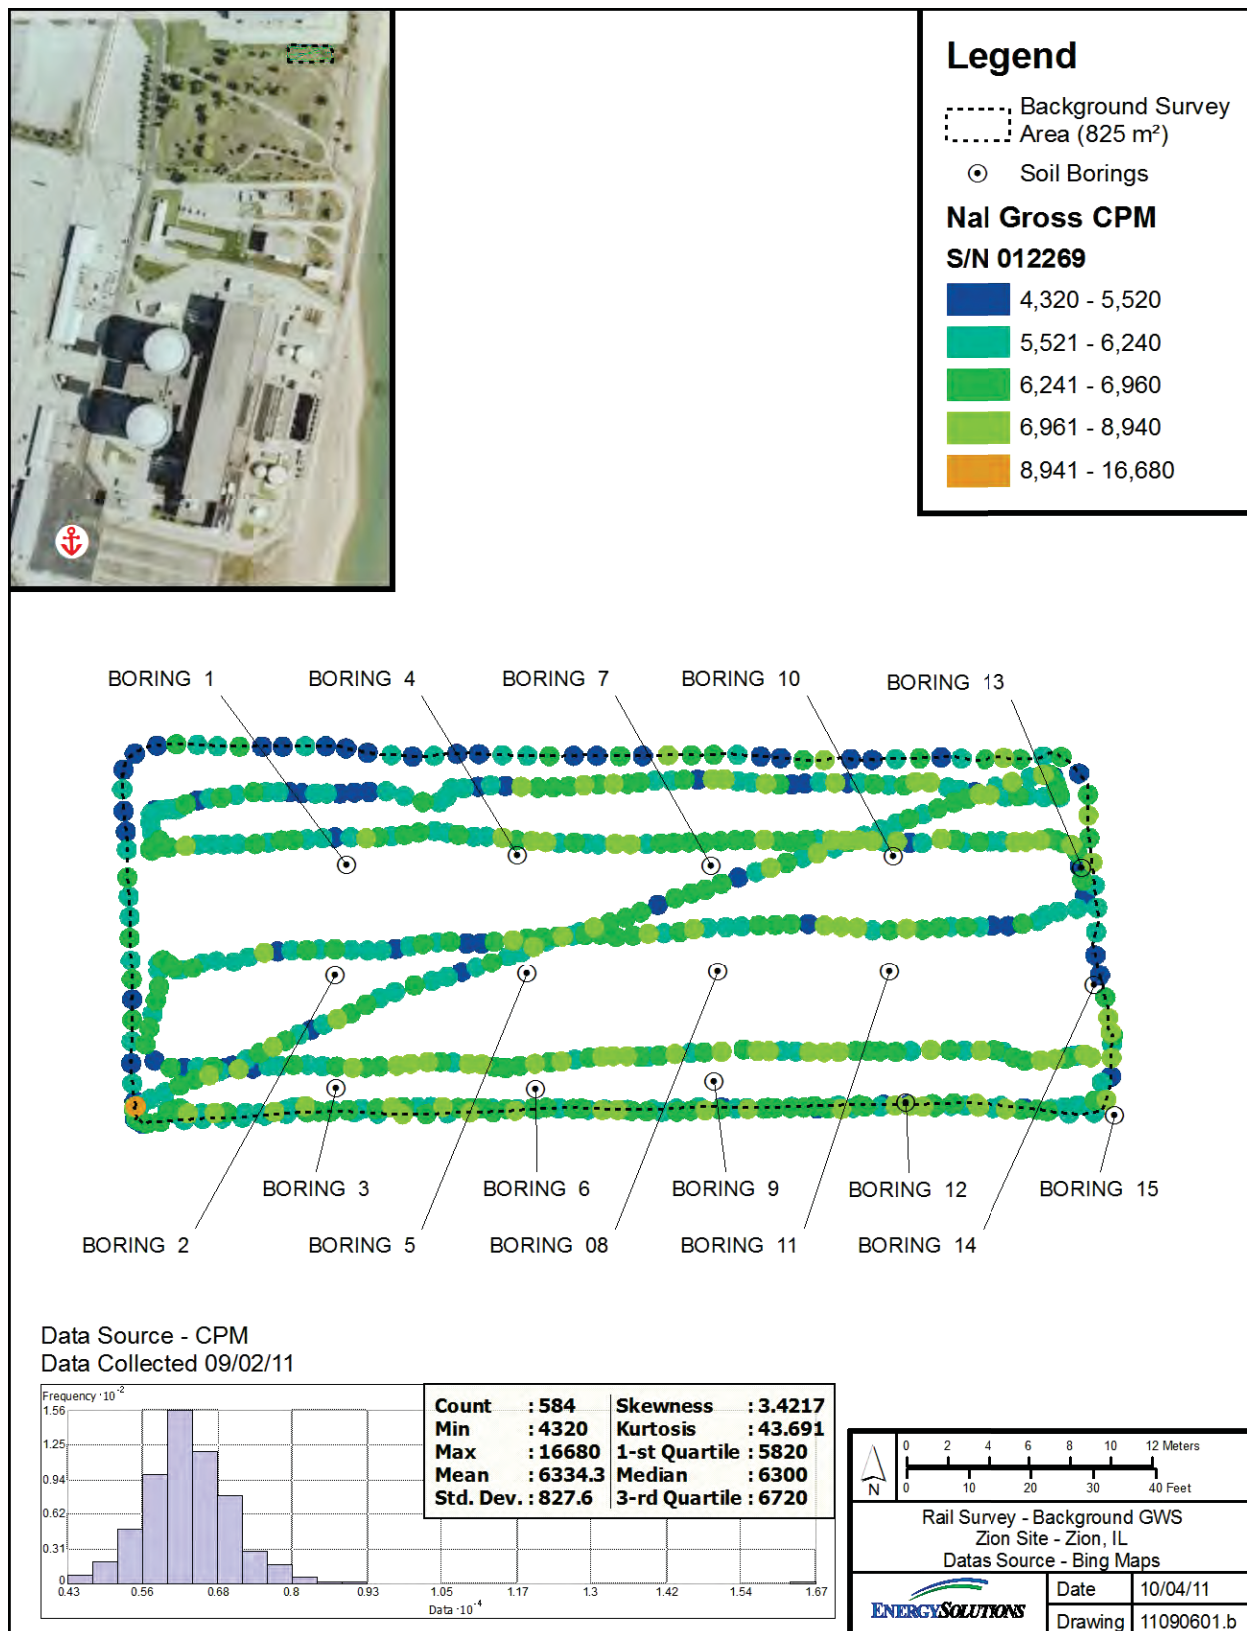 Legend
Background Survey
Area (825 m²)
Soil Borings
NaI Gross CPM
S/N 012269
4,320 - 5,520
5,521 - 6,240
6,241 - 6,960
6,961 - 8,940
8,941 - 16,680
BORING 1
BORING 4
BORING 7
BORING 10
BORING 13
BORING 3
BORING 6
BORING 9
BORING 12
BORING 15
BORING 2
BORING 5
BORING 08
BORING 11
BORING 14
Data Source - CPM
Data Collected 09/02/11
Frequency · 10⁻²
1.56
1.25
0.94
0.62
0.31
0
0.43 0.56 0.68 0.8 0.93 1.05 1.17 1.3 1.42 1.54 1.67
Data · 10⁻⁴
Count : 584 Skewness : 3.4217
Min : 4320 Kurtosis : 43.691
Max : 16680 1-st Quartile : 5820
Mean : 6334.3 Median : 6300
Std. Dev. : 827.6 3-rd Quartile : 6720
0 2 4 6 8 10 12 Meters
0 10 20 30 40 Feet
N
Rail Survey - Background GWS
Zion Site - Zion, IL
Datas Source - Bing Maps
ENERGYSOLUTIONS
Date 10/04/11
Drawing 11090601.b